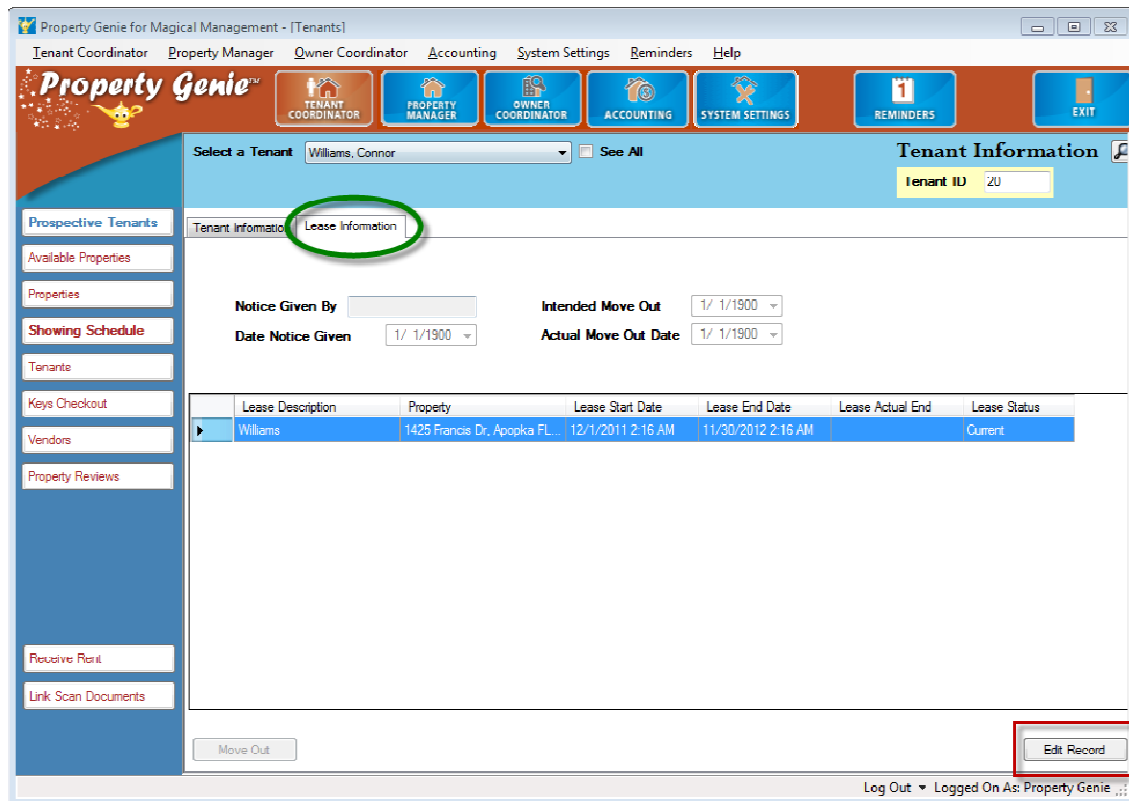 Property Genie for Magical Management - [Tenants]
Tenant Coordinator Property Manager Owner Coordinator Accounting System Settings Reminders Help
Property Genie™
TENANT COORDINATOR
PROPERTY MANAGER
OWNER COORDINATOR
ACCOUNTING
SYSTEM SETTINGS
1
REMINDERS
EXIT
Select a Tenant Williams, Connor See All
Tenant Information
Tenant ID 20
Prospective Tenants
Available Properties
Properties
Showing Schedule
Tenants
Keys Checkout
Vendors
Property Reviews
Receive Rent
Link Scan Documents
Tenant Informatio Lease Information
Notice Given By Intended Move Out 1/ 1/1900
Date Notice Given 1/ 1/1900 Actual Move Out Date 1/ 1/1900
Lease Description Property Lease Start Date Lease End Date Lease Actual End Lease Status
Williams 1425 Francis Dr, Apopka FL... 12/1/2011 2:16 AM 11/30/2012 2:16 AM Current
Move Out Edit Record
Log Out Logged On As: Property Genie